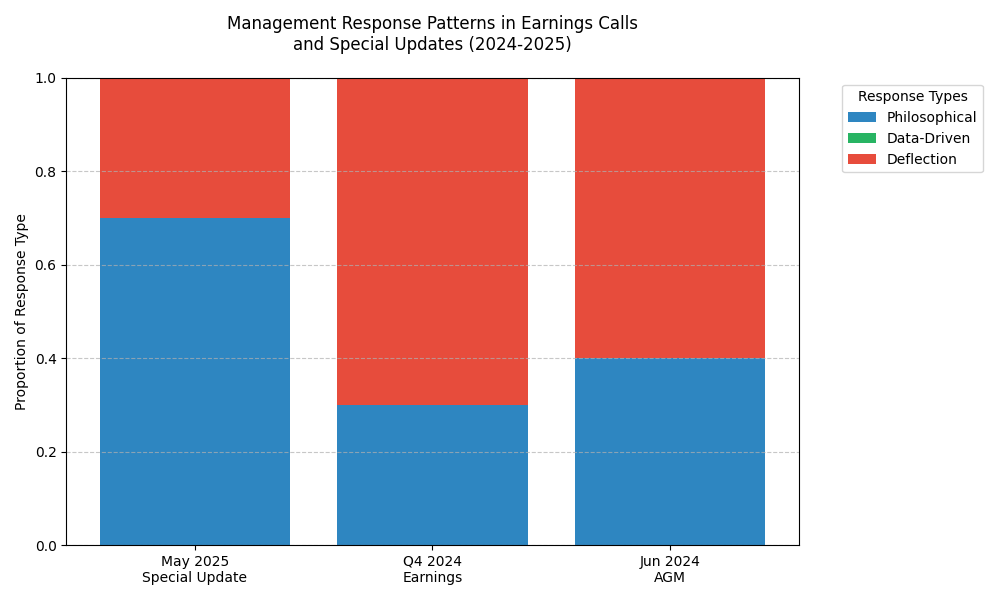 Management Response Patterns in Earnings Calls
and Special Updates (2024-2025)
Response Types
Philosophical
Data-Driven
Deflection
Proportion of Response Type
1.0
0.8
0.6
0.4
0.2
0.0
May 2025
Special Update
Q4 2024
Earnings
Jun 2024
AGM